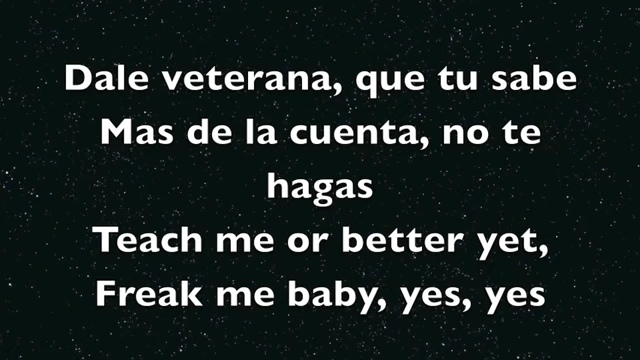 Dale veterana, que tu sabe
Mas de la cuenta, no te
hagas
Teach me or better yet,
Freak me baby, yes, yes